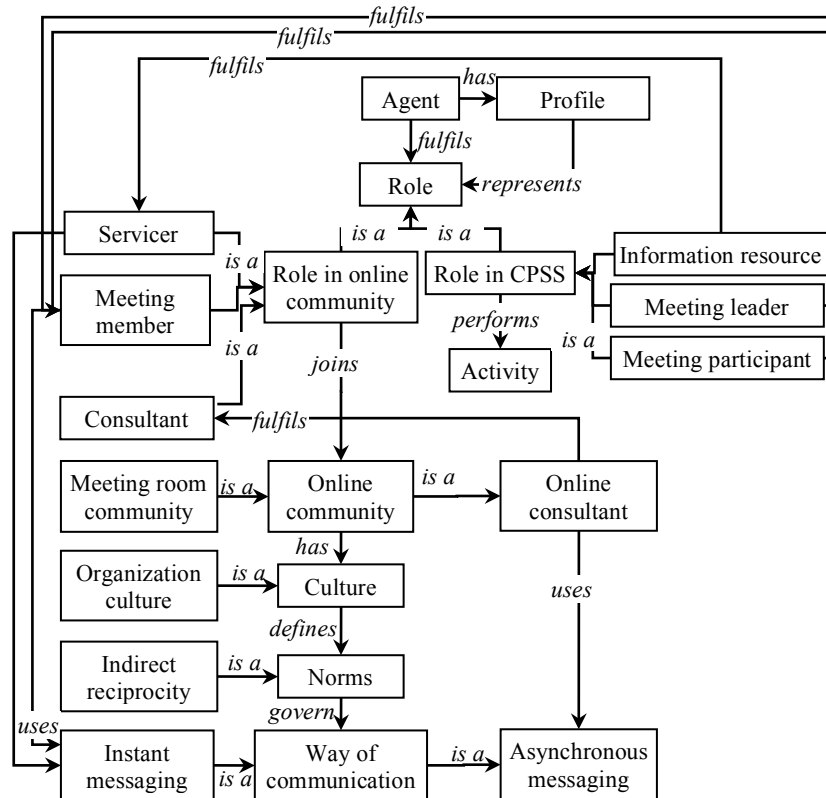 fulfils
fulfils
fulfils
has
Agent
Profile
fulfils
Role
represents
Servicer
is a
is a
Information resource
is a
Role in online
community
Role in CPSS
Meeting
member
Meeting leader
performs
is a
Meeting participant
is a
joins
Activity
Consultant
fulfils
Meeting room
community
is a
Online
community
is a
Online
consultant
has
Organization
culture
is a
Culture
uses
defines
Indirect
reciprocity
is a
Norms
govern
uses
Instant
messaging
is a
Way of
communication
is a
Asynchronous
messaging